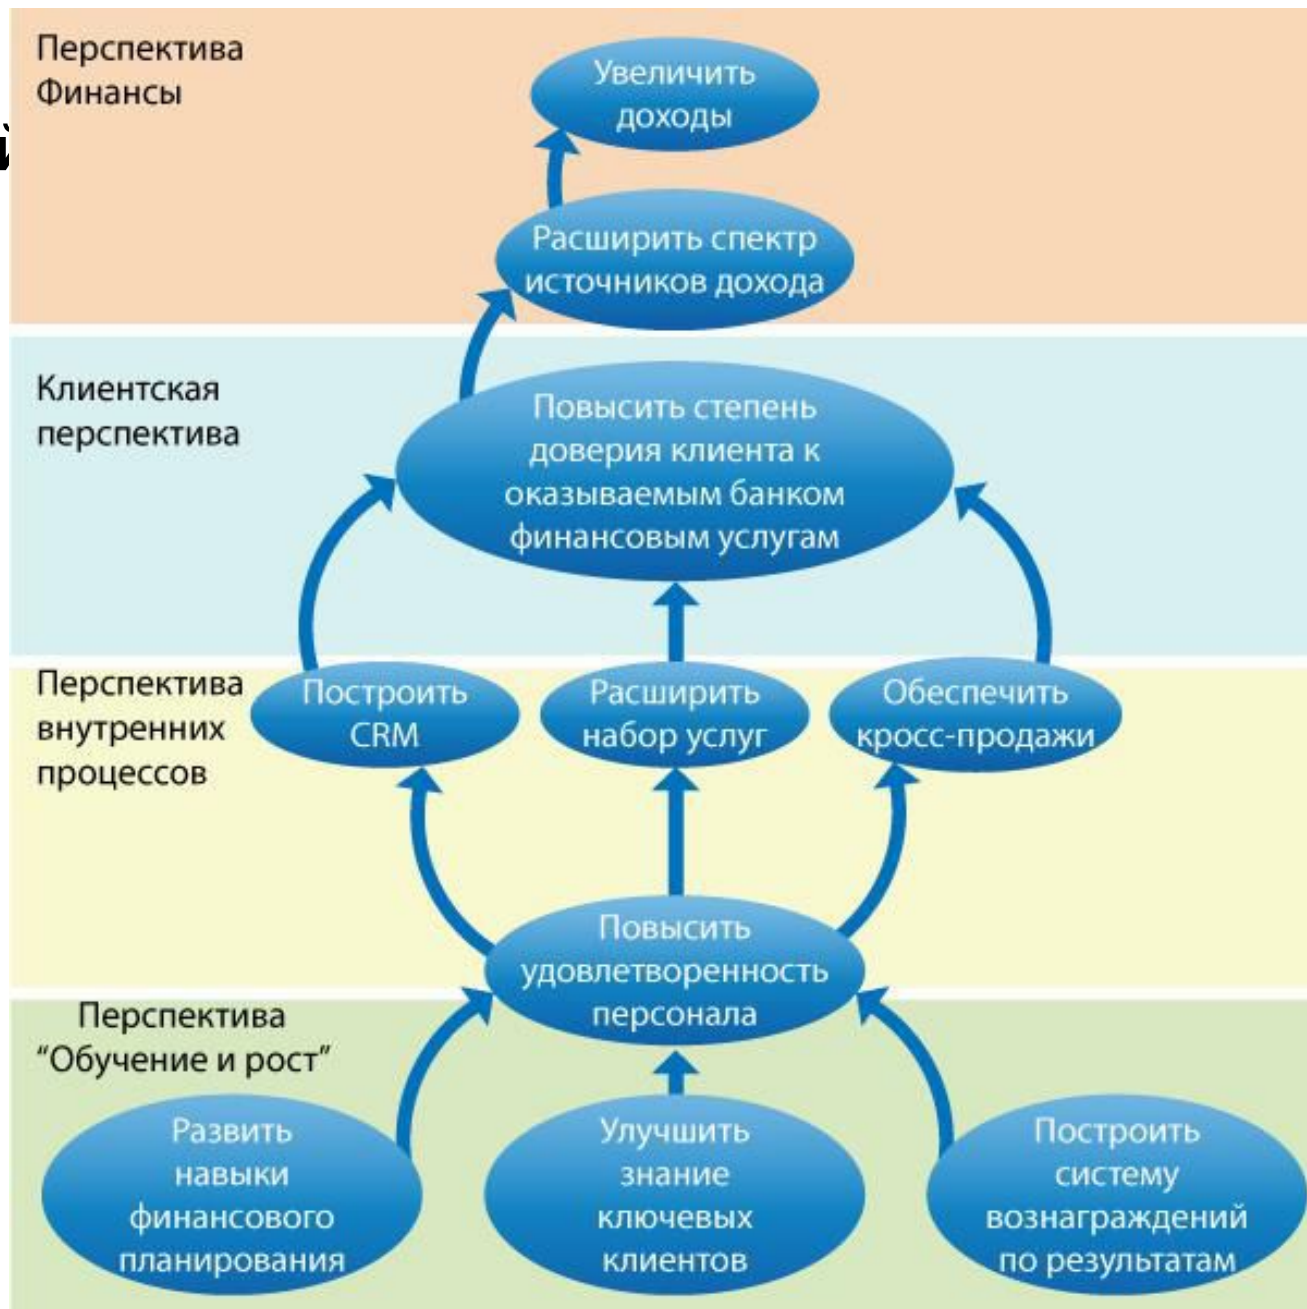 Перспектива
Финансы
Увеличить
доходы
й
Расширить спектр
источников дохода
Клиентская
перспектива
Повысить степень
доверия клиента к
оказываемым банком
финансовым услугам
Перспектива
внутренних
процессов
Построить
CRM
Расширить
набор услуг
Обеспечить
кросс-продажи
Повысить
удовлетворенность
персонала
Перспектива
“Обучение и рост”
Развить
навыки
финансового
планирования
Улучшить
знание
ключевых
клиентов
Построить
систему
вознаграждений
по результатам